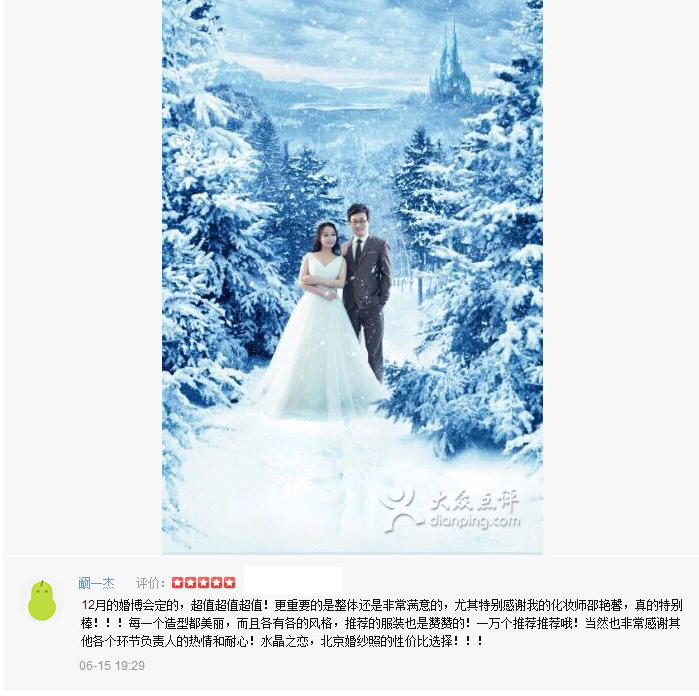 大众点评
dianping.com
阚一杰 评价：
12月的婚博会定的，超值超值超值！更重要的是整体还是非常满意的，尤其特别感谢我的化妆师邵艳馨，真的特别
棒！！！每一个造型都美丽，而且各有各的风格，推荐的服装也是赞赞的！一万个推荐推荐哦！当然也非常感谢其
他各个环节负责人的热情和耐心！水晶之恋，北京婚纱照的性价比选择！！！
06-15 19:29